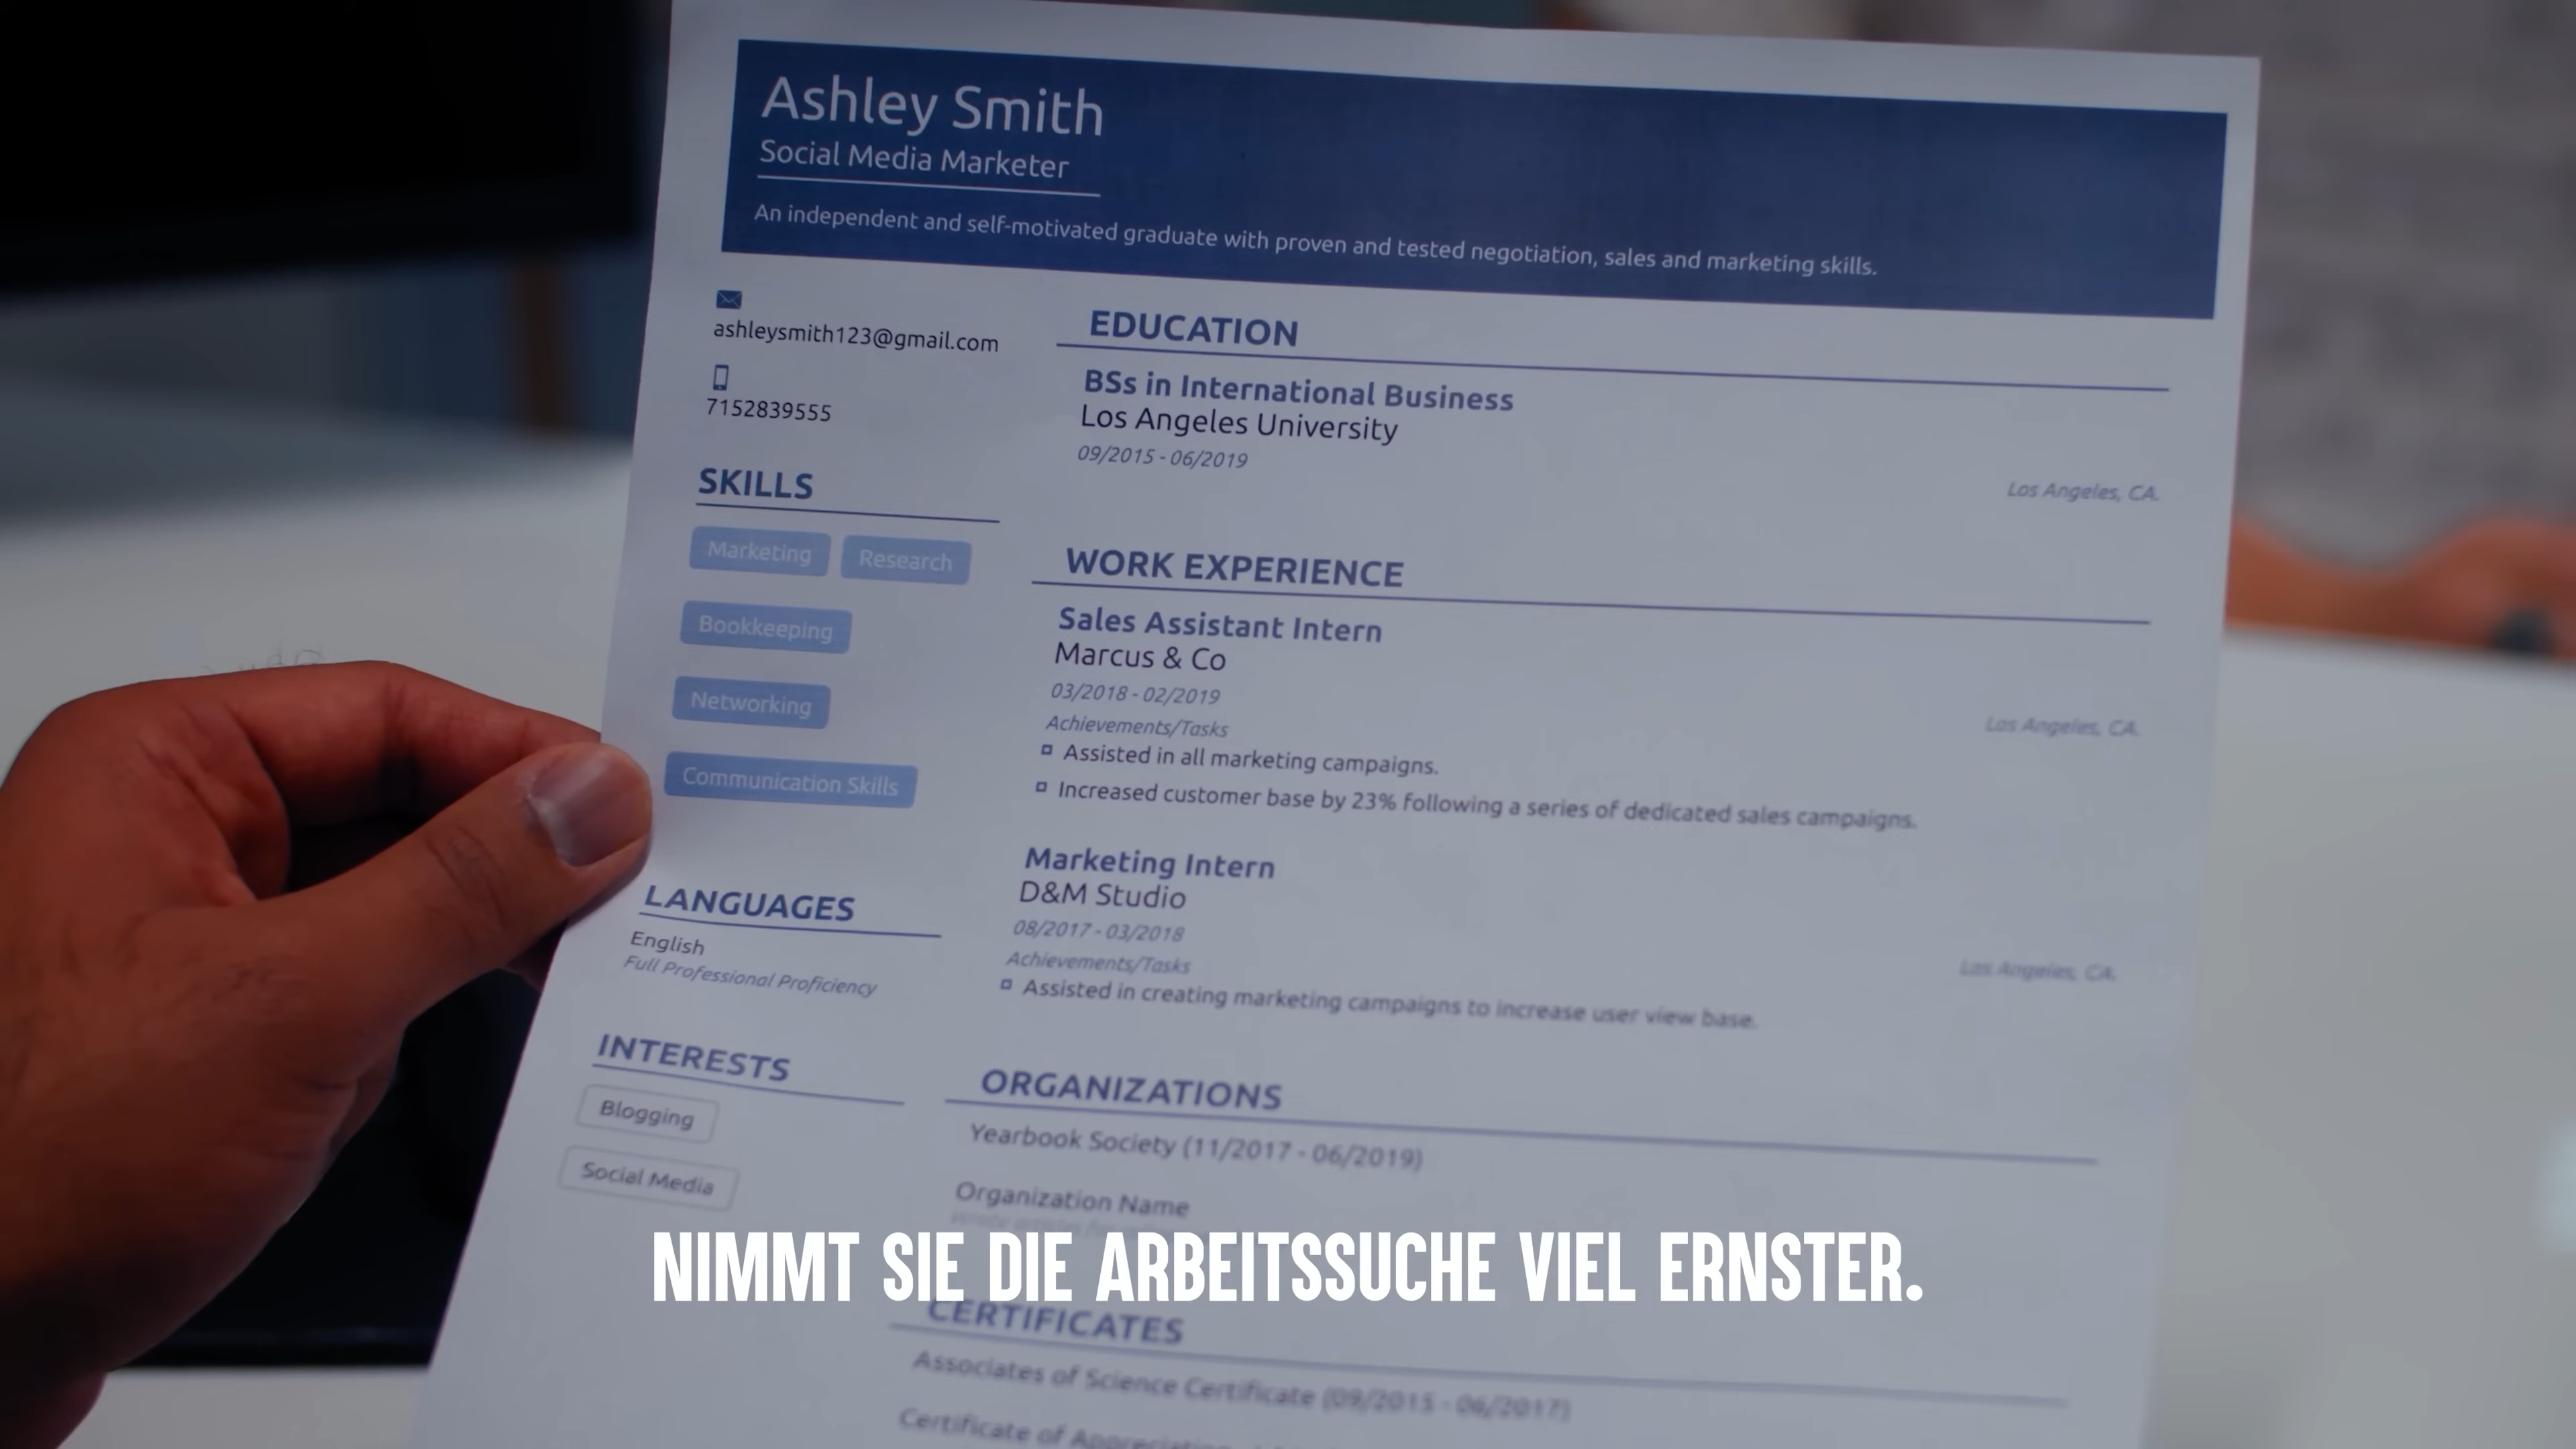 Ashley Smith
Social Media Marketer
An independent and self-motivated graduate with proven and tested negotiation, sales and marketing skills.
ashleysmith123@gmail.com
7152839555
SKILLS
Marketing Research
Bookkeeping
Networking
Communication Skills
LANGUAGES
English
Full Professional Proficiency
INTERESTS
Blogging
Social Media
EDUCATION
BSs in International Business
Los Angeles University
09/2015 - 06/2019
Los Angeles, CA.
WORK EXPERIENCE
Sales Assistant Intern
Marcus & Co
03/2018 - 02/2019
Los Angeles, CA.
Achievements/Tasks
Assisted in all marketing campaigns.
Increased customer base by 23% following a series of dedicated sales campaigns.
Marketing Intern
D&M Studio
08/2017 - 03/2018
Los Angeles, CA.
Achievements/Tasks
Assisted in creating marketing campaigns to increase user view base.
ORGANIZATIONS
Yearbook Society (11/2017 - 06/2019)
Organization Name
NIMMT SIE DIE ARBEITSSUCHE VIEL ERNSTER.
CERTIFICATES
Associates of Science Certificate (09/2015 - 06/2017)
Certificate of